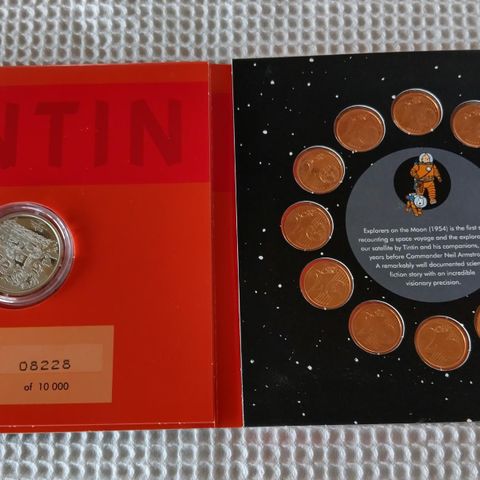 NTIN
08228
of 10 000
Explorers on the Moon (1954) is the first
recounting a space voyage and the explora
our satellite by Tintin and his companions,
years before Commander Neil Armstro
A remarkably well documented scien
fiction story with an incredible
visionary precision.